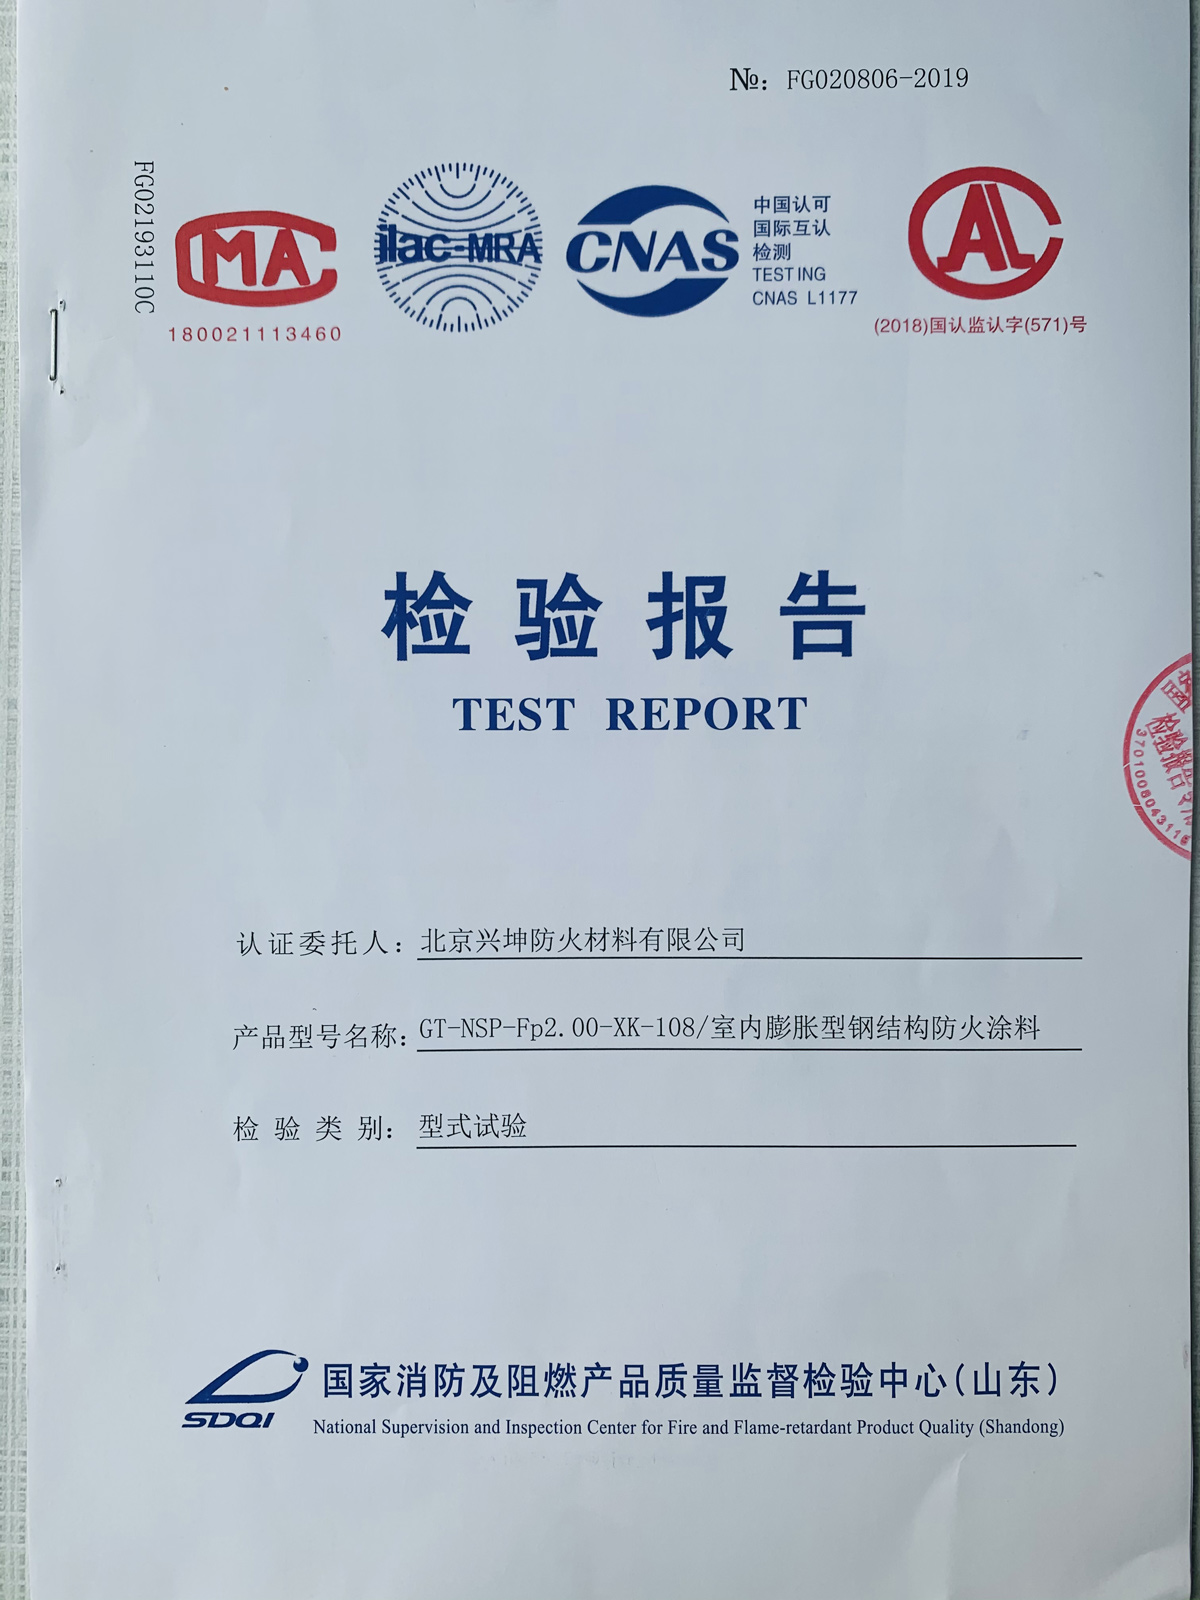 №: FG020806-2019
FG02193110C
CMA
180021113460
ilac-MRA
CNAS
中国认可
国际互认
检测
TESTING
CNAS L1177
CAL
(2018)国认监认字(571)号
检验报告
TEST REPORT
检验报告
3701008043116
认证委托人: 北京兴坤防火材料有限公司
产品型号名称: GT-NSP-Fp2.00-XK-108/室内膨胀型钢结构防火涂料
检验类别: 型式试验
SDQI
国家消防及阻燃产品质量监督检验中心(山东)
National Supervision and Inspection Center for Fire and Flame-retardant Product Quality (Shandong)